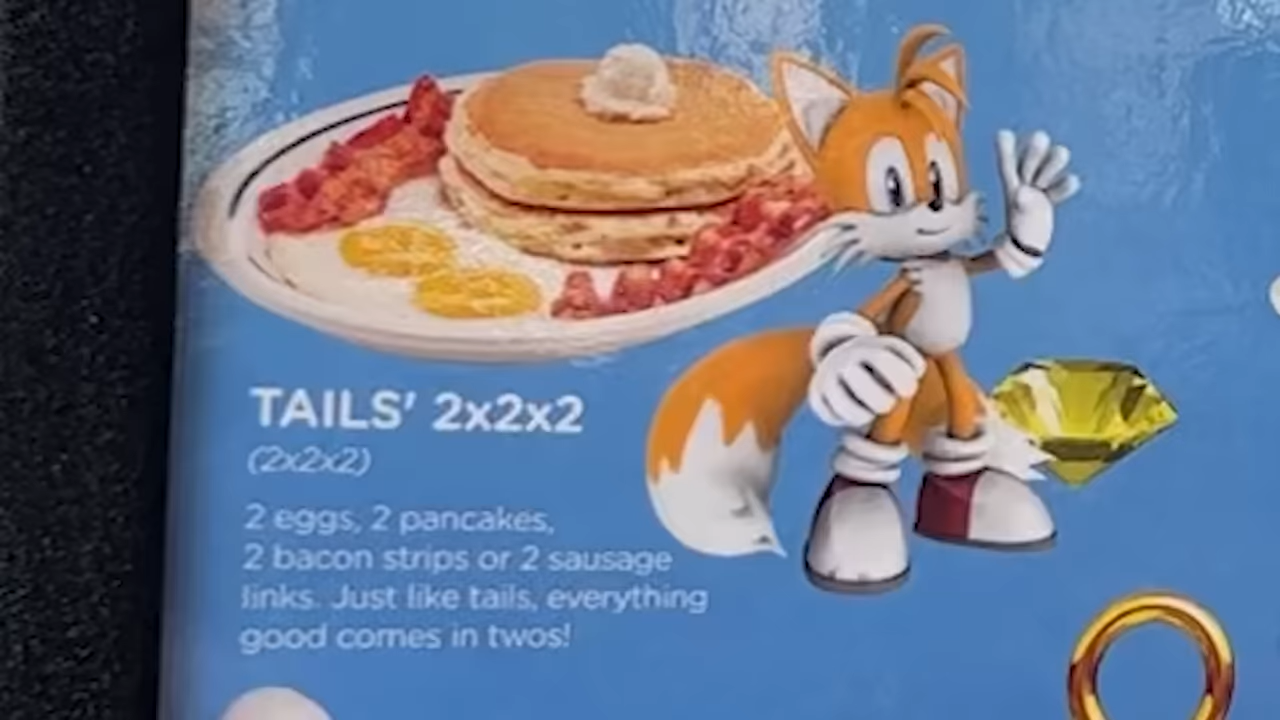 TAILS' 2x2x2
(2x2x2)
2 eggs, 2 pancakes,
2 bacon strips or 2 sausage
links. Just like tails, everything
good comes in twos!